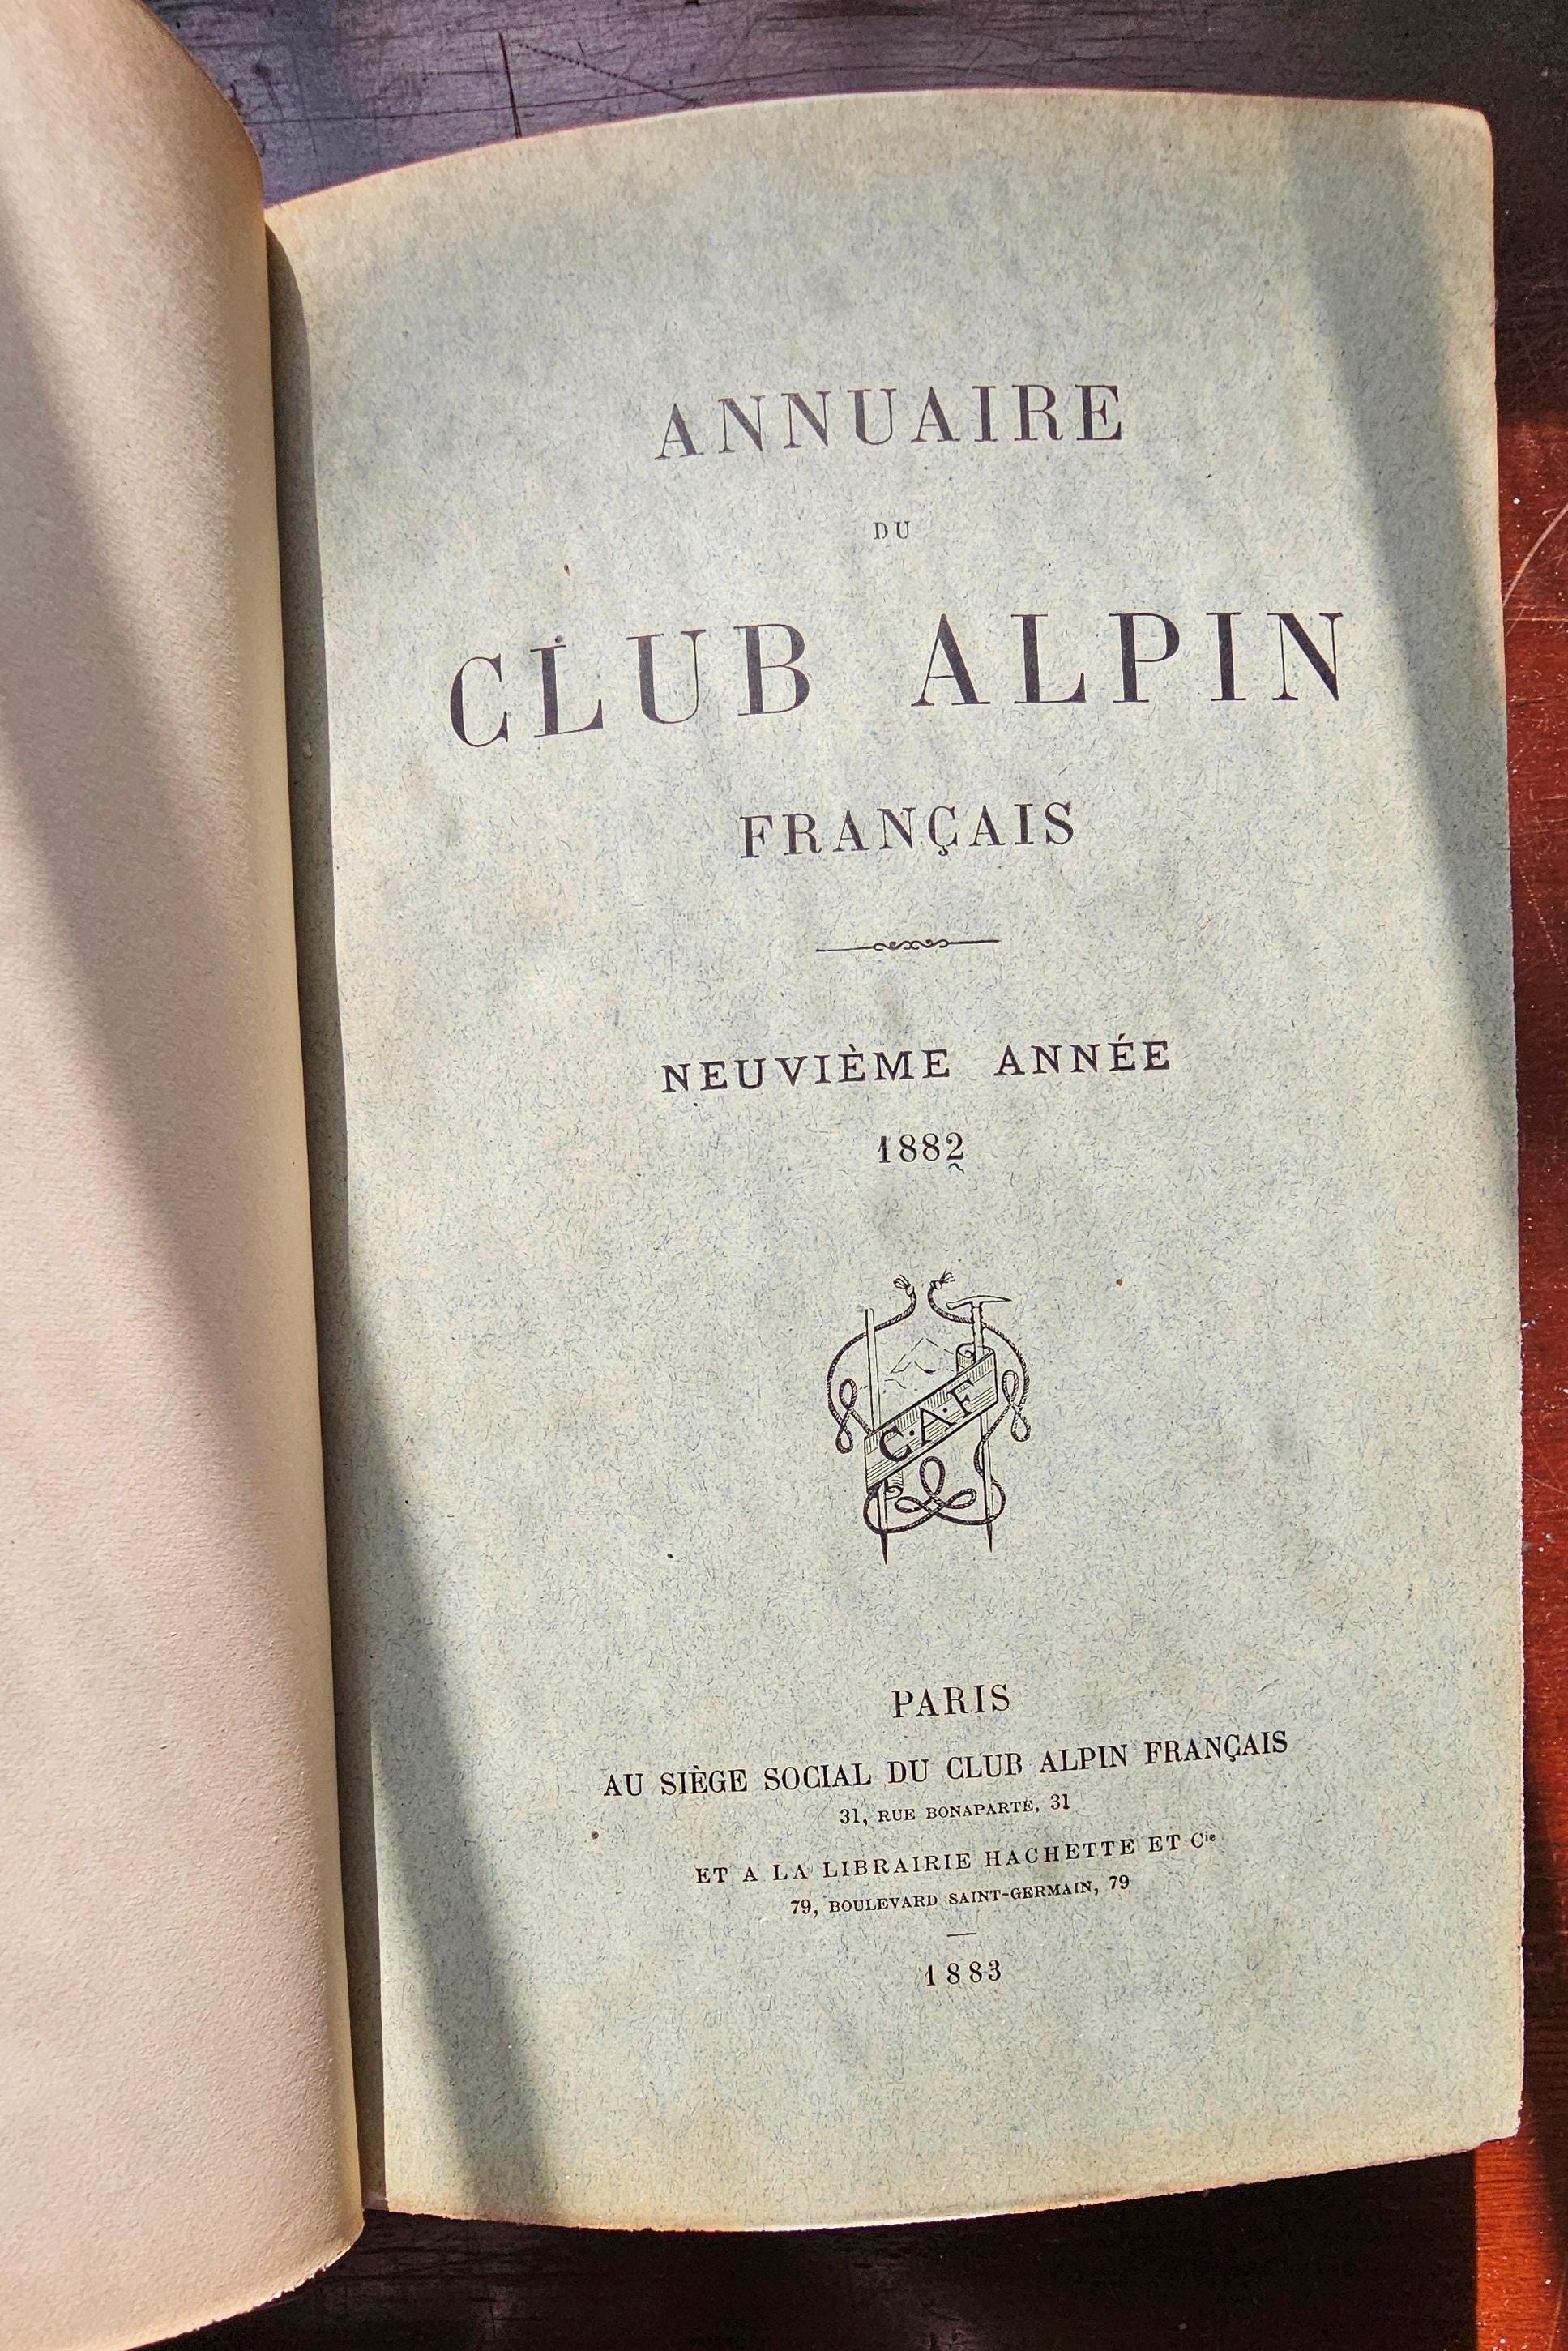 ANNUAIRE
DU
CLUB ALPIN
FRANÇAIS
NEUVIÈME ANNÉE
1882
C.A.F
PARIS
AU SIÈGE SOCIAL DU CLUB ALPIN FRANÇAIS
31, RUE BONAPARTE, 31
ET A LA LIBRAIRIE HACHETTE ET Cie
79, BOULEVARD SAINT-GERMAIN, 79
1883